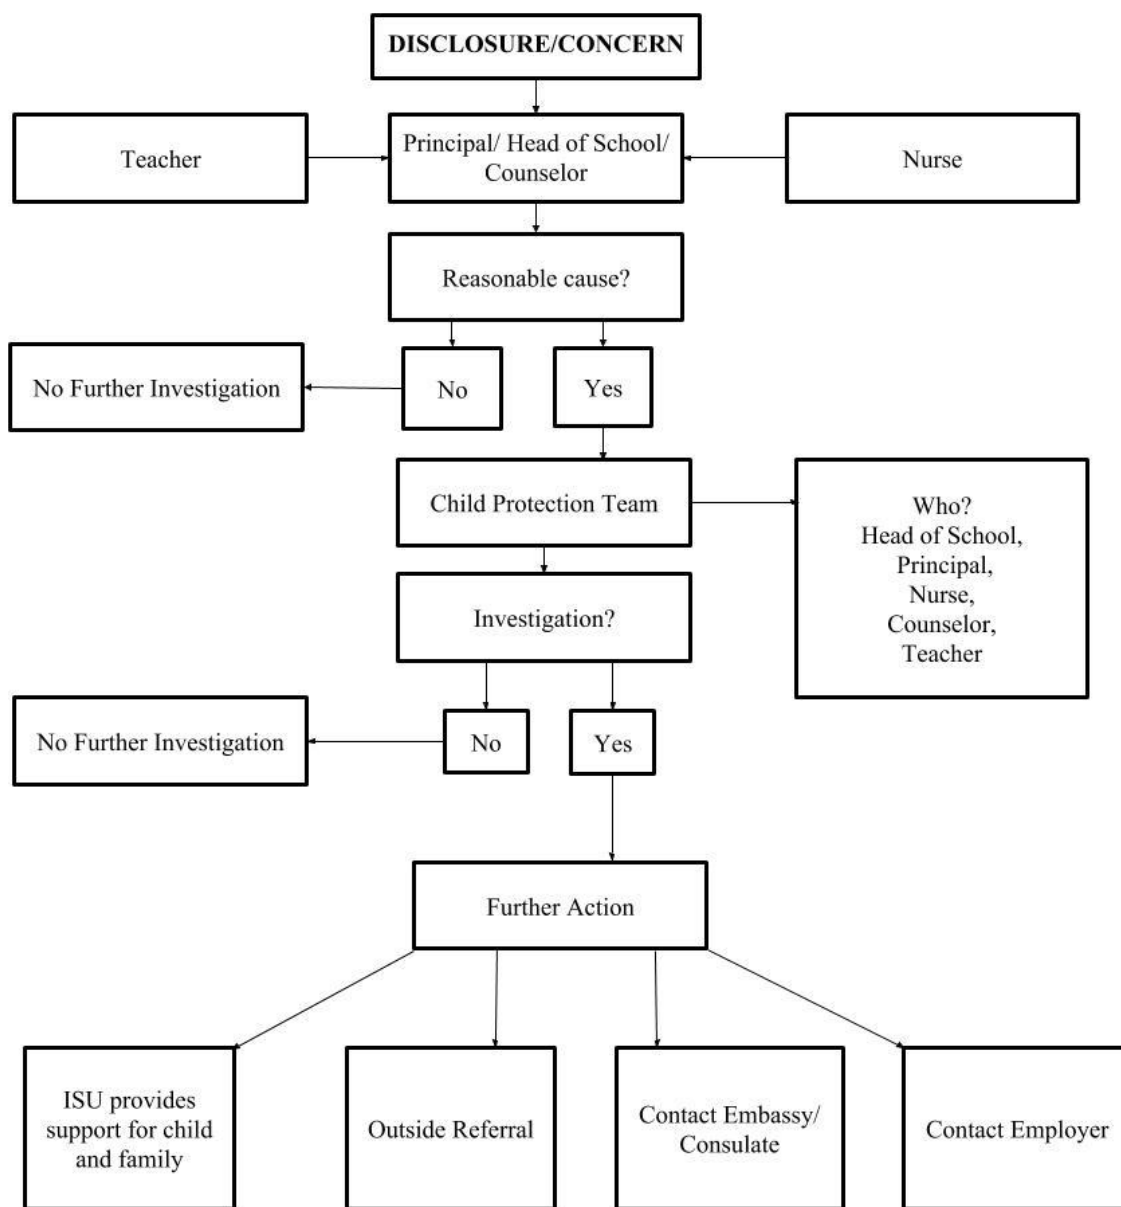 DISCLOSURE/CONCERN
Teacher
Principal/ Head of School/
Counselor
Nurse
Reasonable cause?
No Further Investigation
No
Yes
Child Protection Team
Who?
Head of School,
Principal,
Nurse,
Counselor,
Teacher
Investigation?
No Further Investigation
No
Yes
Further Action
ISU provides
support for child
and family
Outside Referral
Contact Embassy/
Consulate
Contact Employer